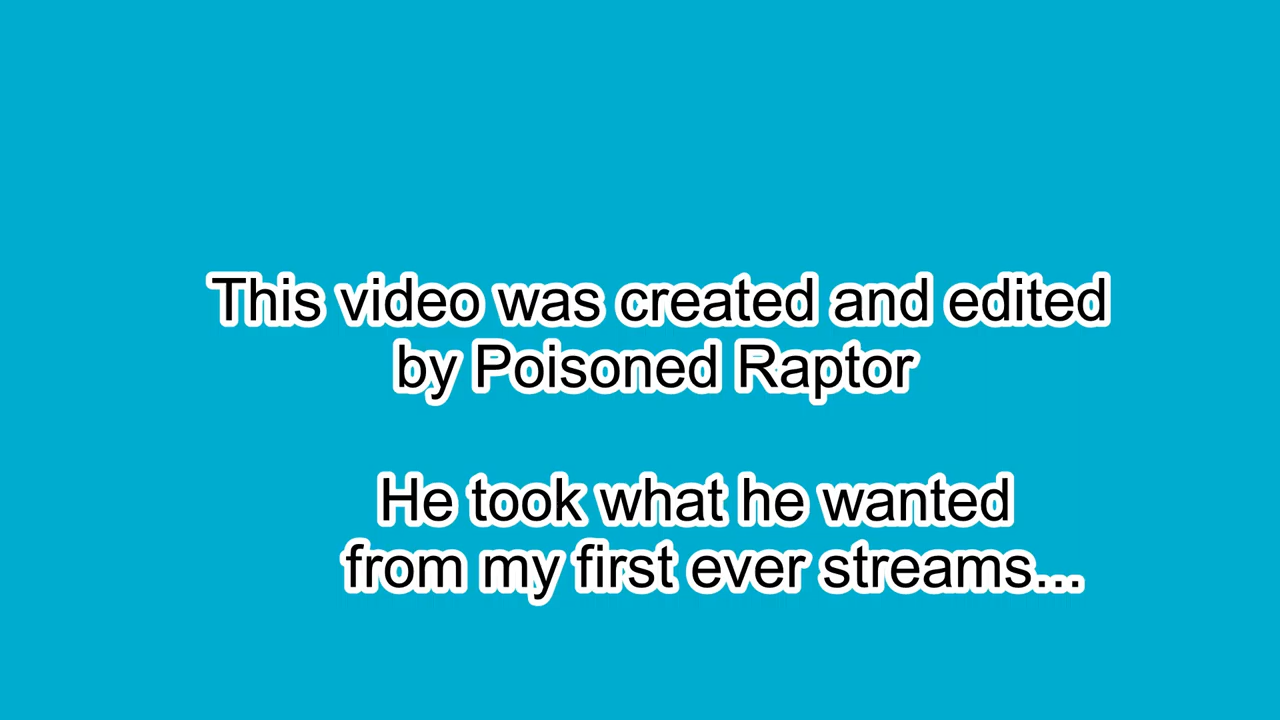 This video was created and edited
by Poisoned Raptor
He took what he wanted
from my first ever streams...